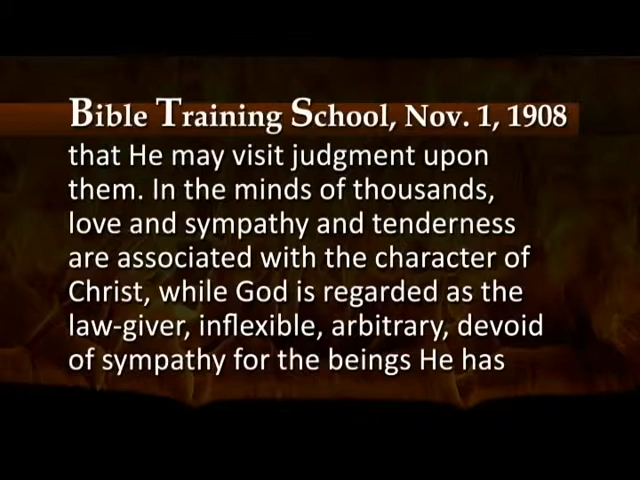 Bible Training School, Nov. 1, 1908
that He may visit judgment upon
them. In the minds of thousands,
love and sympathy and tenderness
are associated with the character of
Christ, while God is regarded as the
law-giver, inflexible, arbitrary, devoid
of sympathy for the beings He has